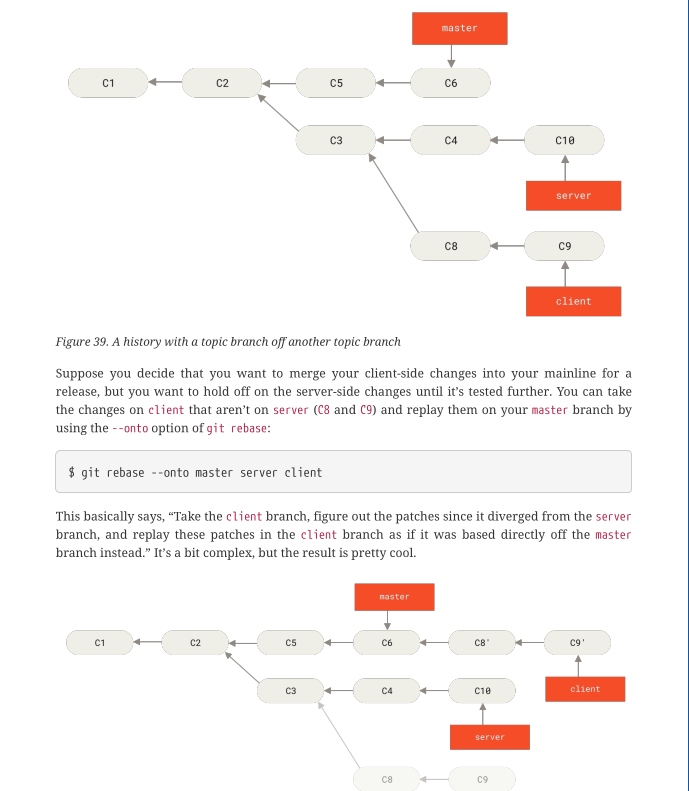 master
C1
C2
C5
C6
C3
C4
C10
server
C8
C9
client
Figure 39. A history with a topic branch off another topic branch
Suppose you decide that you want to merge your client-side changes into your mainline for a
release, but you want to hold off on the server-side changes until it’s tested further. You can take
the changes on client that aren’t on server (C8 and C9) and replay them on your master branch by
using the --onto option of git rebase:
$ git rebase --onto master server client
This basically says, “Take the client branch, figure out the patches since it diverged from the server
branch, and replay these patches in the client branch as if it was based directly off the master
branch instead.” It’s a bit complex, but the result is pretty cool.
master
C1
C2
C5
C6
C8'
C9'
C3
C4
C10
client
server
C8
C9